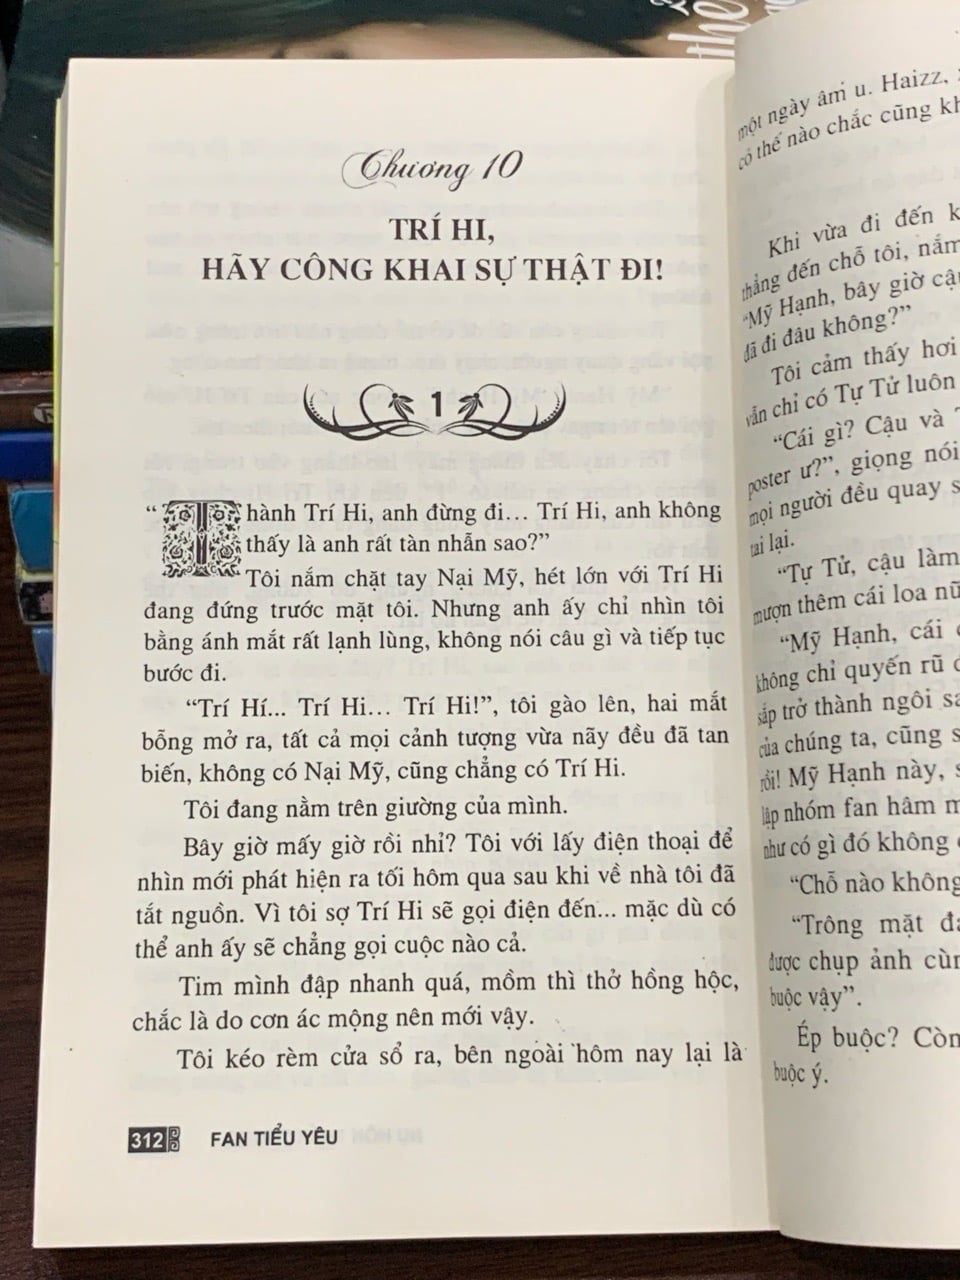 the
Chương 10
TRÍ HI,
HÃY CÔNG KHAI SỰ THẬT ĐI!
1
“Thành Trí Hi, anh đừng đi… Trí Hi, anh không
thấy là anh rất tàn nhẫn sao?”
Tôi nắm chặt tay Nại Mỹ, hét lớn với Trí Hi
đang đứng trước mặt tôi. Nhưng anh ấy chỉ nhìn tôi
bằng ánh mắt rất lạnh lùng, không nói câu gì và tiếp tục
bước đi.
“Trí Hí... Trí Hi… Trí Hi!”, tôi gào lên, hai mắt
bỗng mở ra, tất cả mọi cảnh tượng vừa nãy đều đã tan
biến, không có Nại Mỹ, cũng chẳng có Trí Hi.
Tôi đang nằm trên giường của mình.
Bây giờ mấy giờ rồi nhỉ? Tôi với lấy điện thoại để
nhìn mới phát hiện ra tối hôm qua sau khi về nhà tôi đã
tắt nguồn. Vì tôi sợ Trí Hi sẽ gọi điện đến... mặc dù có
thể anh ấy sẽ chẳng gọi cuộc nào cả.
Tim mình đập nhanh quá, mồm thì thở hồng hộc,
chắc là do cơn ác mộng nên mới vậy.
Tôi kéo rèm cửa sổ ra, bên ngoài hôm nay lại là
312 FAN TIỂU YÊU
một ngày âm u. Haizz,
có thể nào chắc cũng
Khi vừa đi đến
thẳng đến chỗ tôi, nắm
“Mỹ Hạnh, bây giờ
đã đi đâu không?”
Tôi cảm thấy hơi
vẫn chỉ có Tự Tử luôn
“Cái gì? Cậu và
poster ư?”, giọng nói
mọi người đều quay
tai lại.
“Tự Tử, cậu làm
mượn thêm cái loa
“Mỹ Hạnh, cái
không chỉ quyến rũ
sắp trở thành ngôi
của chúng ta, cũng
rồi! Mỹ Hạnh này,
lập nhóm fan hâm
như có gì đó không
“Chỗ nào không
“Trông mặt
được chụp ảnh
buộc vậy”.
Ép buộc? Còn
buộc ý.